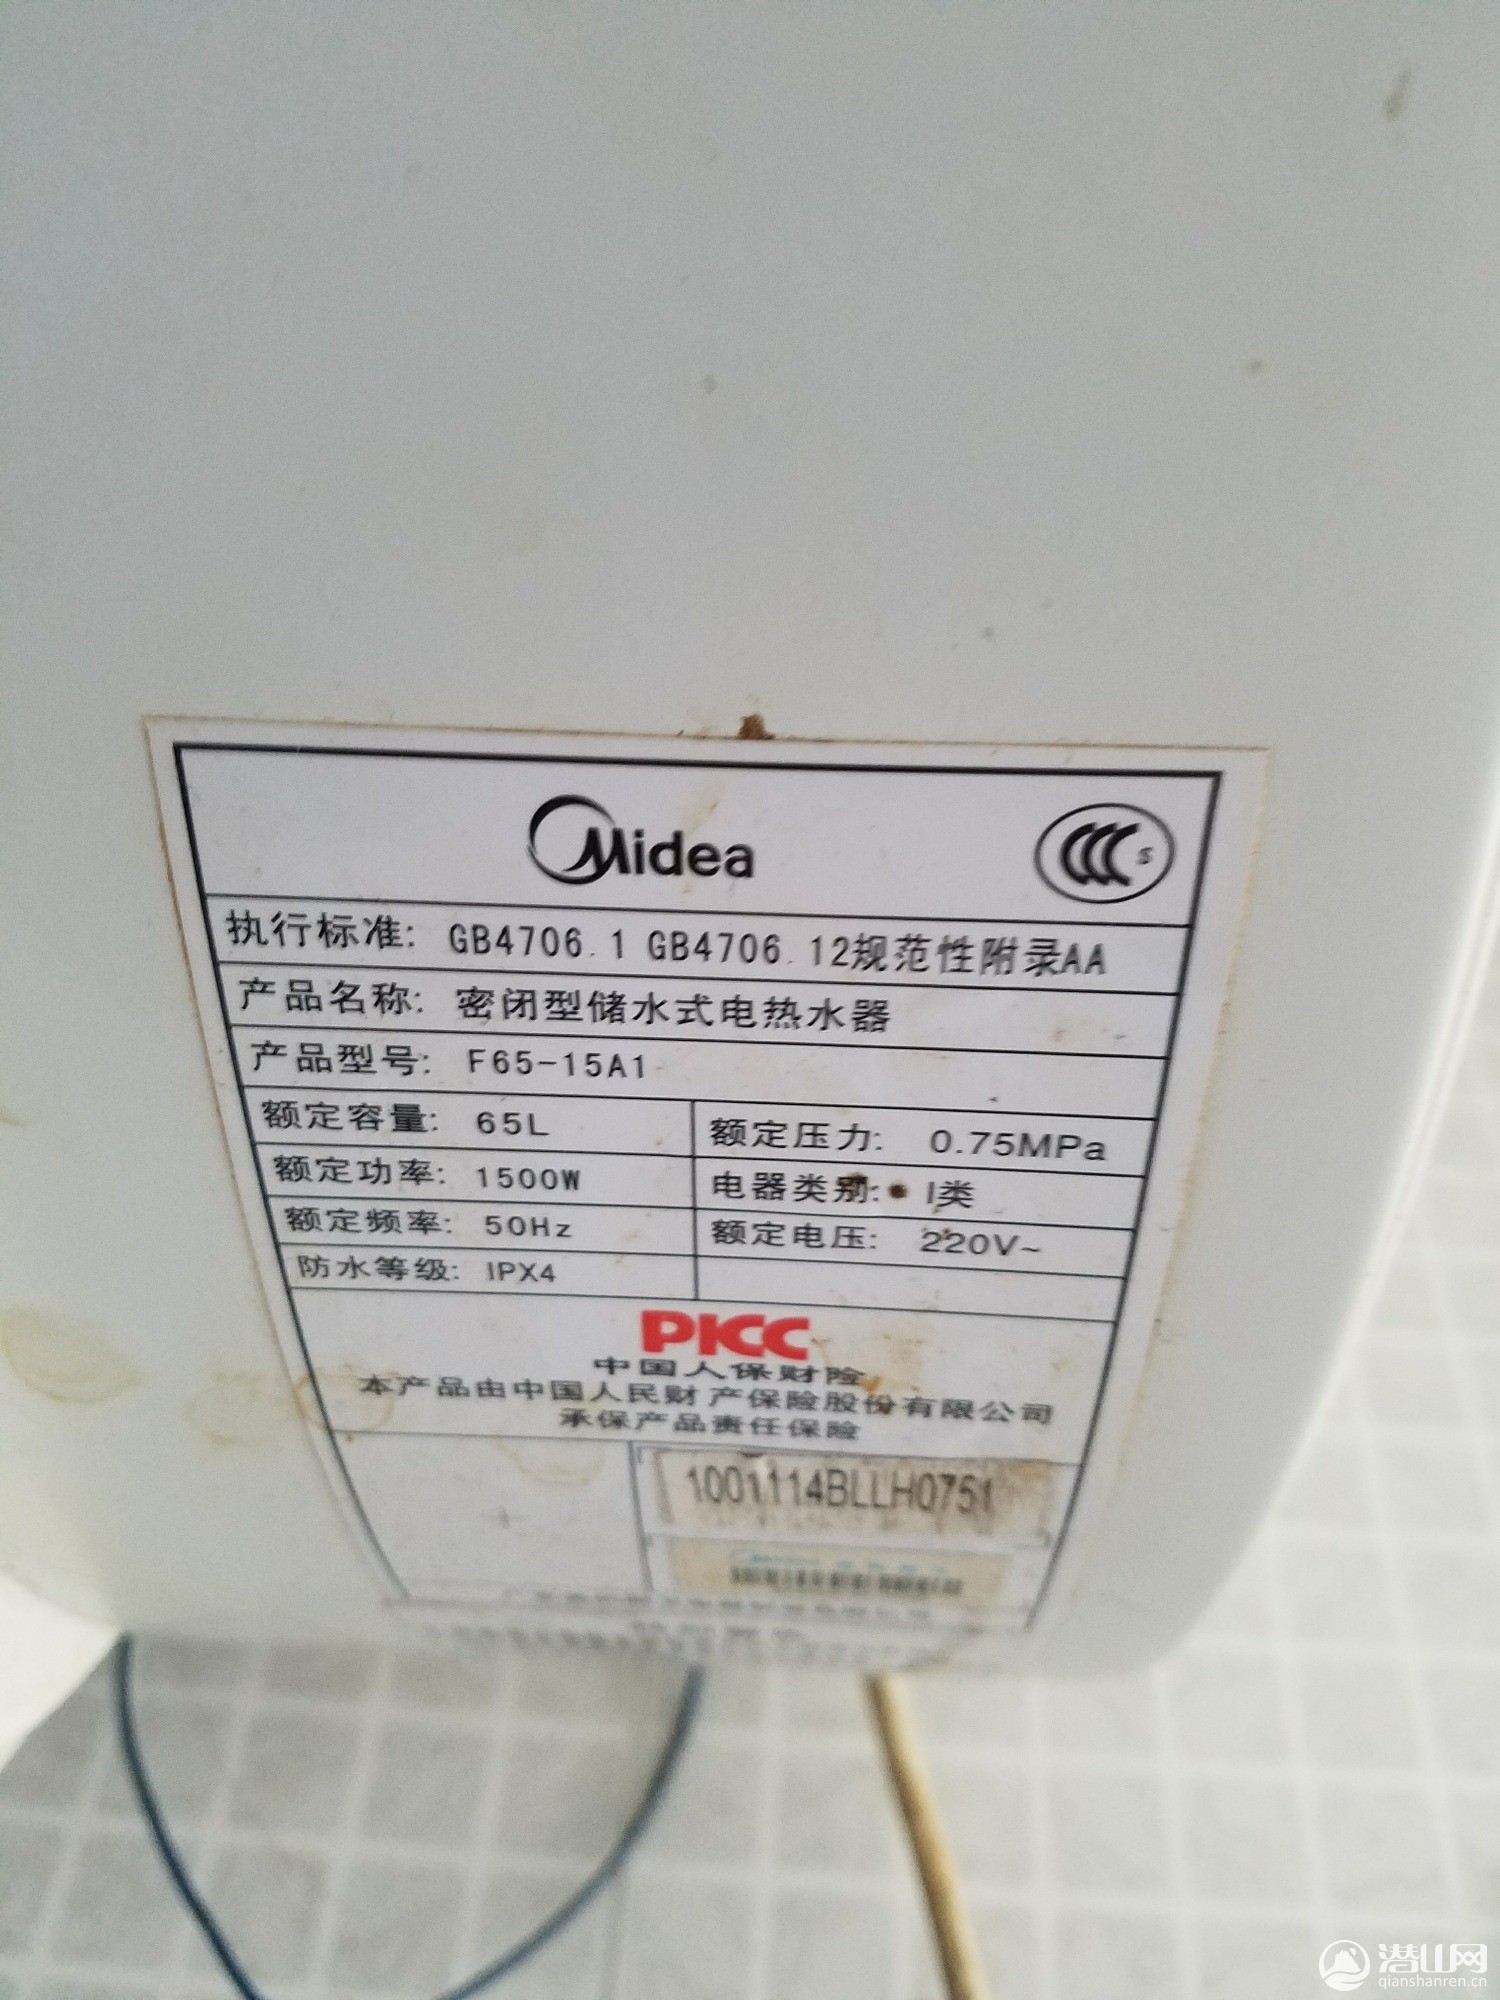 Midea
CCC S
执行标准: GB4706.1 GB4706.12规范性附录AA
产品名称: 密闭型储水式电热水器
产品型号: F65-15A1
额定容量: 65L 额定压力: 0.75MPa
额定功率: 1500W 电器类别: I类
额定频率: 50Hz 额定电压: 220V~
防水等级: IPX4
PICC
中国人保财险
本产品由中国人民财产保险股份有限公司
承保产品责任保险
1001114BLLH0751
潜山网
qianshanren.cn